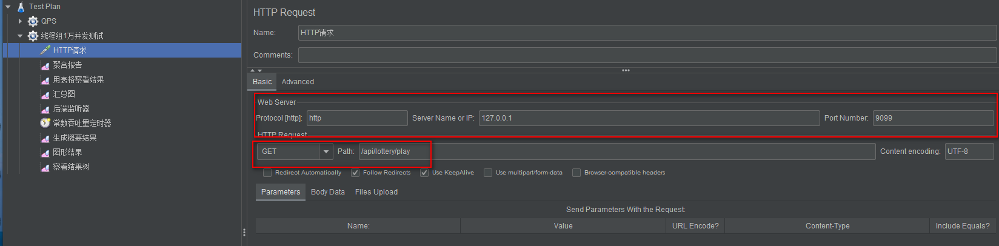 Test Plan
QPS
线程组1万并发测试
HTTP请求
聚合报告
用表格察看结果
汇总图
后端监听器
常数吞吐量定时器
生成概要结果
图形结果
察看结果树
HTTP Request
Name: HTTP请求
Comments:
Basic Advanced
Web Server
Protocol [http]: http Server Name or IP: 127.0.0.1 Port Number: 9099
HTTP Request
GET Path: /api/lottery/play Content encoding: UTF-8
Redirect Automatically Follow Redirects Use KeepAlive Use multipart/form-data Browser-compatible headers
Parameters Body Data Files Upload
Send Parameters With the Request:
Name: Value URL Encode? Content-Type Include Equals?